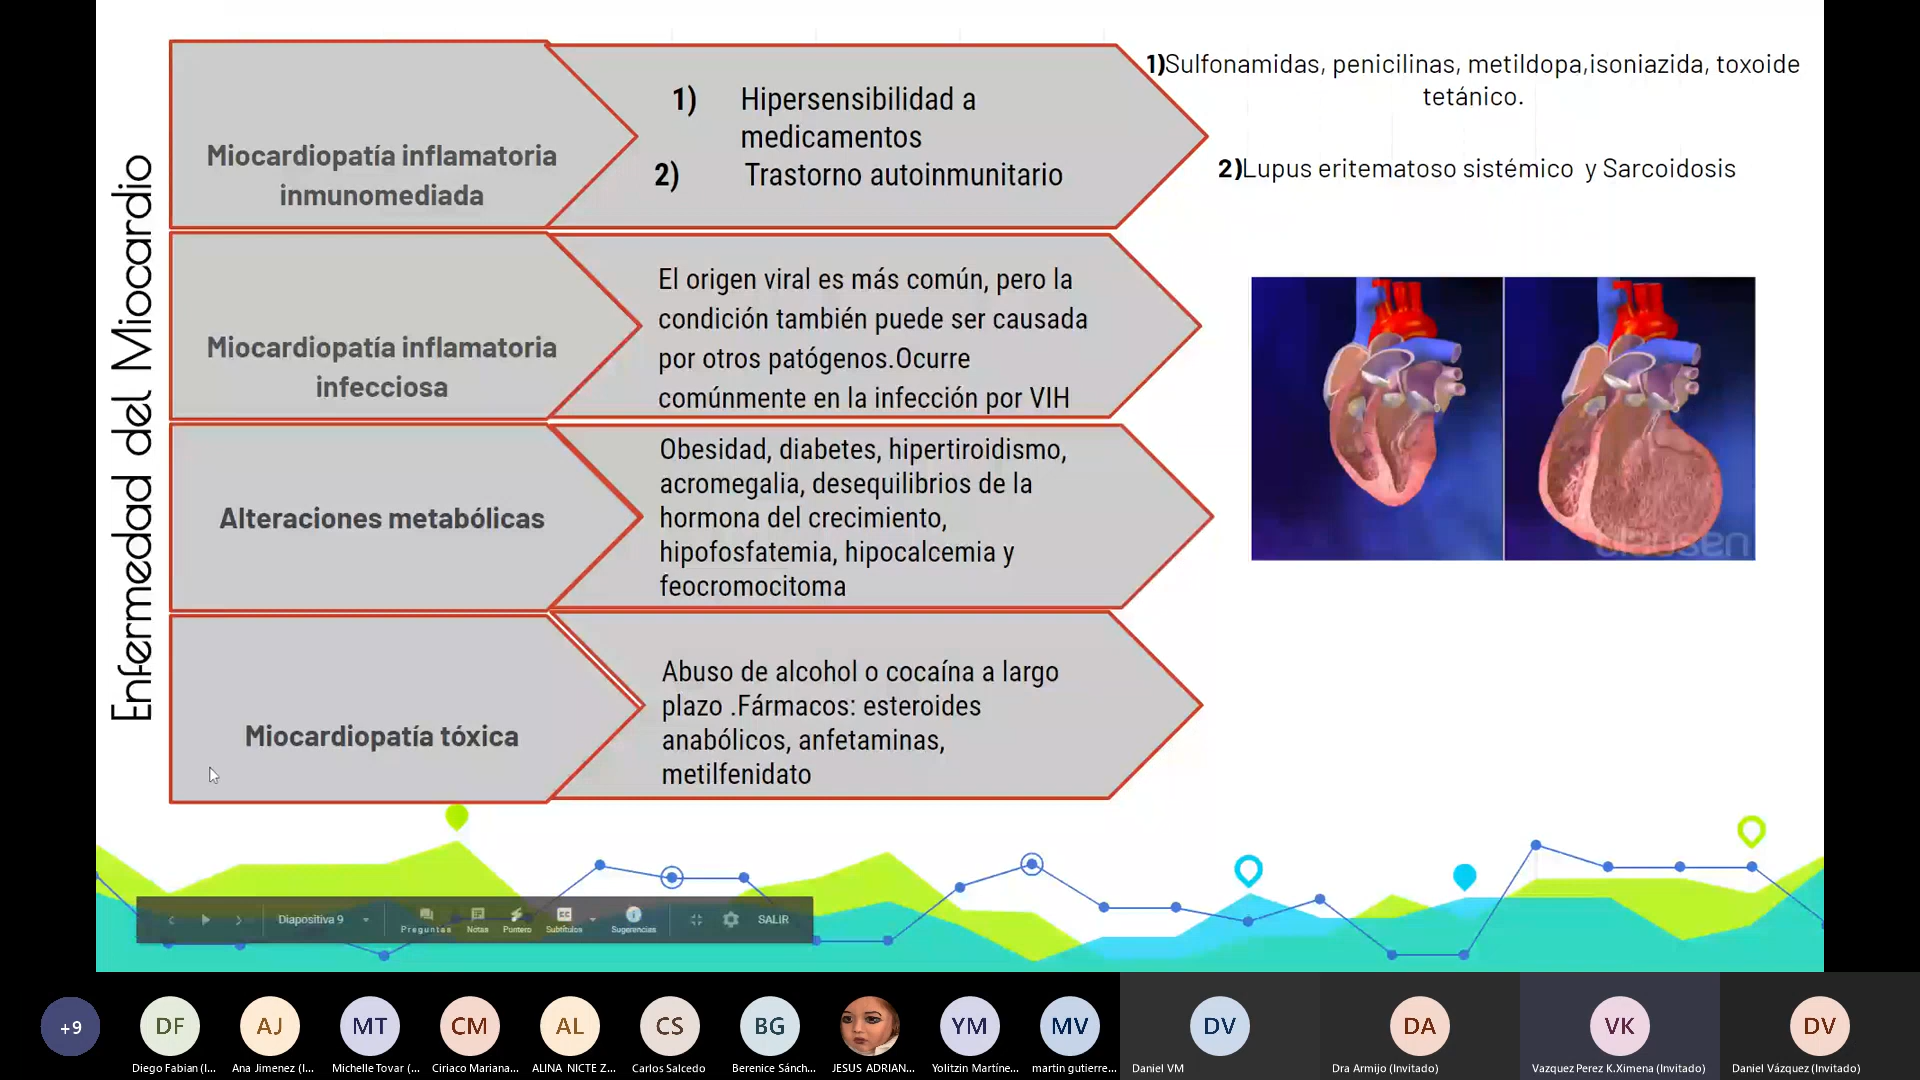 Enfermedad del Miocardio
Miocardiopatía inflamatoria
inmunomediada
1) Hipersensibilidad a
medicamentos
2) Trastorno autoinmunitario
1)Sulfonamidas, penicilinas, metildopa,isoniazida, toxoide
tetánico.
2)Lupus eritematoso sistémico y Sarcoidosis
Miocardiopatía inflamatoria
infecciosa
El origen viral es más común, pero la
condición también puede ser causada
por otros patógenos.Ocurre
comúnmente en la infección por VIH
Alteraciones metabólicas
Obesidad, diabetes, hipertiroidismo,
acromegalia, desequilibrios de la
hormona del crecimiento,
hipofosfatemia, hipocalcemia y
feocromocitoma
Miocardiopatía tóxica
Abuso de alcohol o cocaína a largo
plazo .Fármacos: esteroides
anabólicos, anfetaminas,
metilfenidato
Diapositiva 9
Preguntas
Notas
Puntero
CC
Subtítulos
Sugerencias
SALIR
+9
DF
AJ
MT
CM
AL
CS
BG
YM
MV
DV
DA
VK
DV
Diego Fabian (I...
Ana Jimenez (I...
Michelle Tovar (...
Ciriaco Mariana...
ALINA NICTE Z...
Carlos Salcedo
Berenice Sánch...
JESUS ADRIAN...
Yolitzin Martíne...
martin gutierre...
Daniel VM
Dra Armijo (Invitado)
Vazquez Perez K.Ximena (Invitado)
Daniel Vázquez (Invitado)